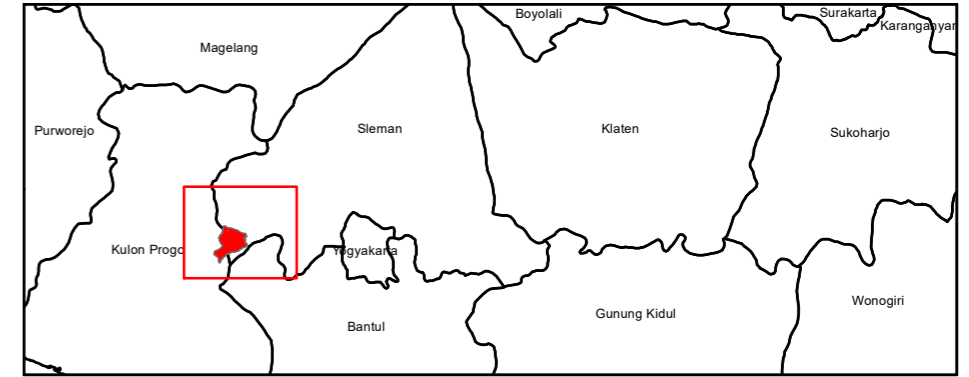 Boyolali
Surakarta
Karanganyar
Magelang
Purworejo
Sleman
Klaten
Sukoharjo
Kulon Progo
Yogyakarta
Wonogiri
Gunung Kidul
Bantul